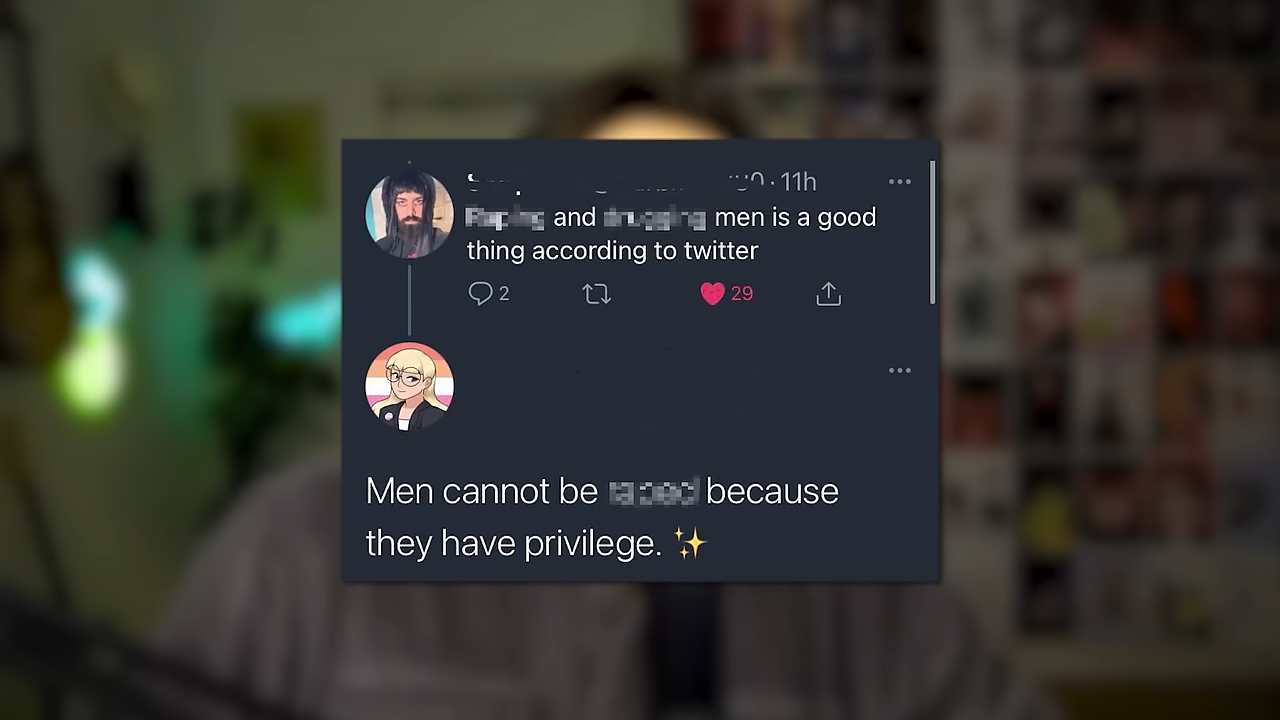 11h
and men is a good
thing according to twitter
2
29
Men cannot be because
they have privilege. ✨